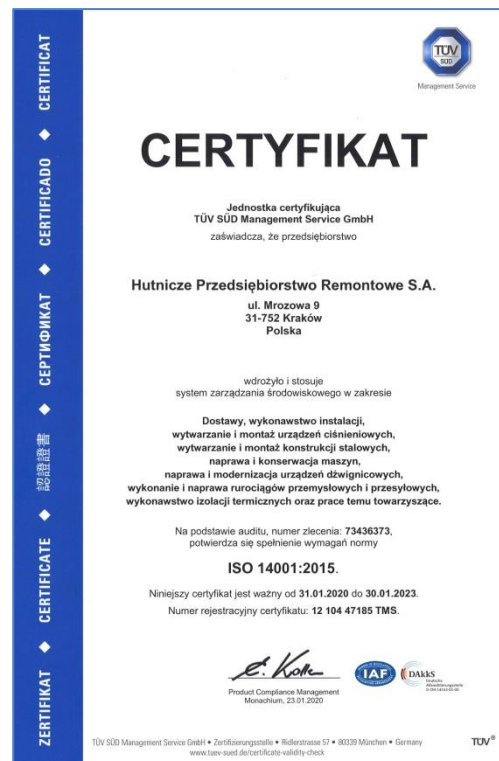 ZERTIFIKAT ◆ CERTIFICATE ◆ 認證證書 ◆ СЕРТИФИКАТ ◆ CERTIFICADO ◆ CERTIFICAT
TÜV
SÜD
Management Service
CERTYFIKAT
Jednostka certyfikująca
TÜV SÜD Management Service GmbH
zaświadcza, że przedsiębiorstwo
Hutnicze Przedsiębiorstwo Remontowe S.A.
ul. Mrozowa 9
31-752 Kraków
Polska
wdrożyło i stosuje
system zarządzania środowiskowego w zakresie
Dostawy, wykonawstwo instalacji,
wytwarzanie i montaż urządzeń ciśnieniowych,
wytwarzanie i montaż konstrukcji stalowych,
naprawa i konserwacja maszyn,
naprawa i modernizacja urządzeń dźwignicowych,
wykonanie i naprawa rurociągów przemysłowych i przesyłowych,
wykonawstwo izolacji termicznych oraz prace temu towarzyszące.
Na podstawie auditu, numer zlecenia: 73436373,
potwierdza się spełnienie wymagań normy
ISO 14001:2015.
Niniejszy certyfikat jest ważny od 31.01.2020 do 30.01.2023.
Numer rejestracyjny certyfikatu: 12 104 47185 TMS.
Product Compliance Management
Monachium, 23.01.2020
IAF
DAkkS
Deutsche
Akkreditierungsstelle
TÜV SÜD Management Service GmbH • Zertifizierungsstelle • Ridlerstrasse 57 • 80339 München • Germany
www.tuev-sued.de/certificate-validity-check
TÜV®